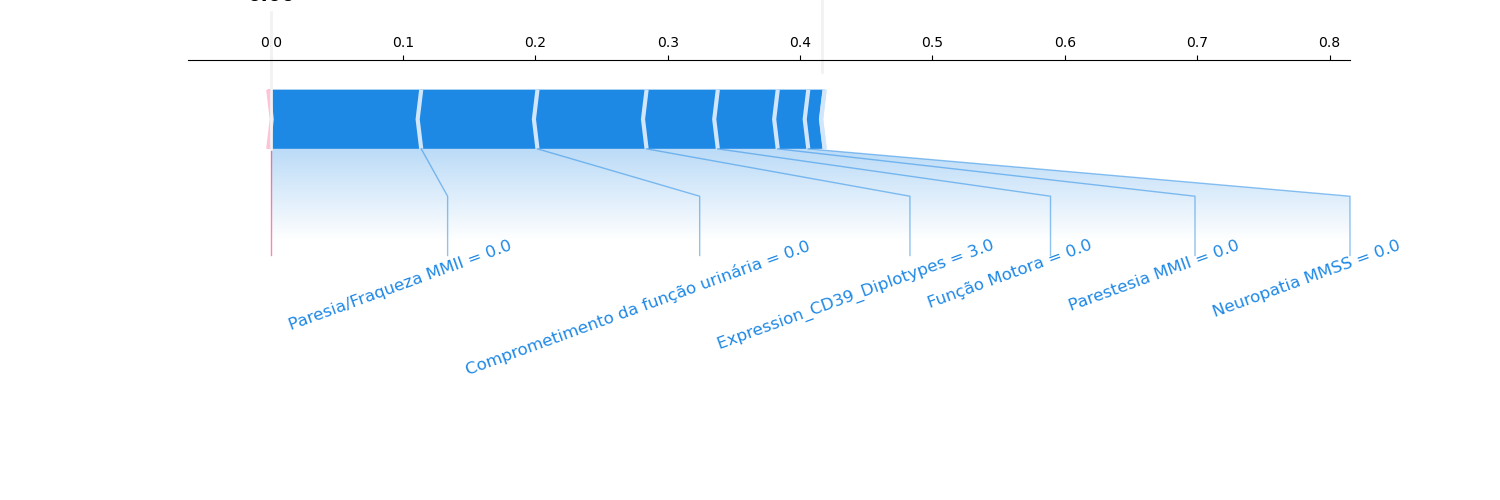 0.0 0.1 0.2 0.3 0.4 0.5 0.6 0.7 0.8
Paresia/Fraqueza MMII = 0.0
Comprometimento da função urinária = 0.0
Expression_CD39_Diplotypes = 3.0
Função Motora = 0.0
Parestesia MMII = 0.0
Neuropatia MMSS = 0.0